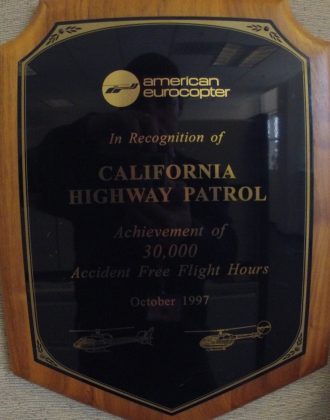 american
eurocopter
In Recognition of
CALIFORNIA
HIGHWAY PATROL
Achievement of
30,000
Accident Free Flight Hours
October 1997